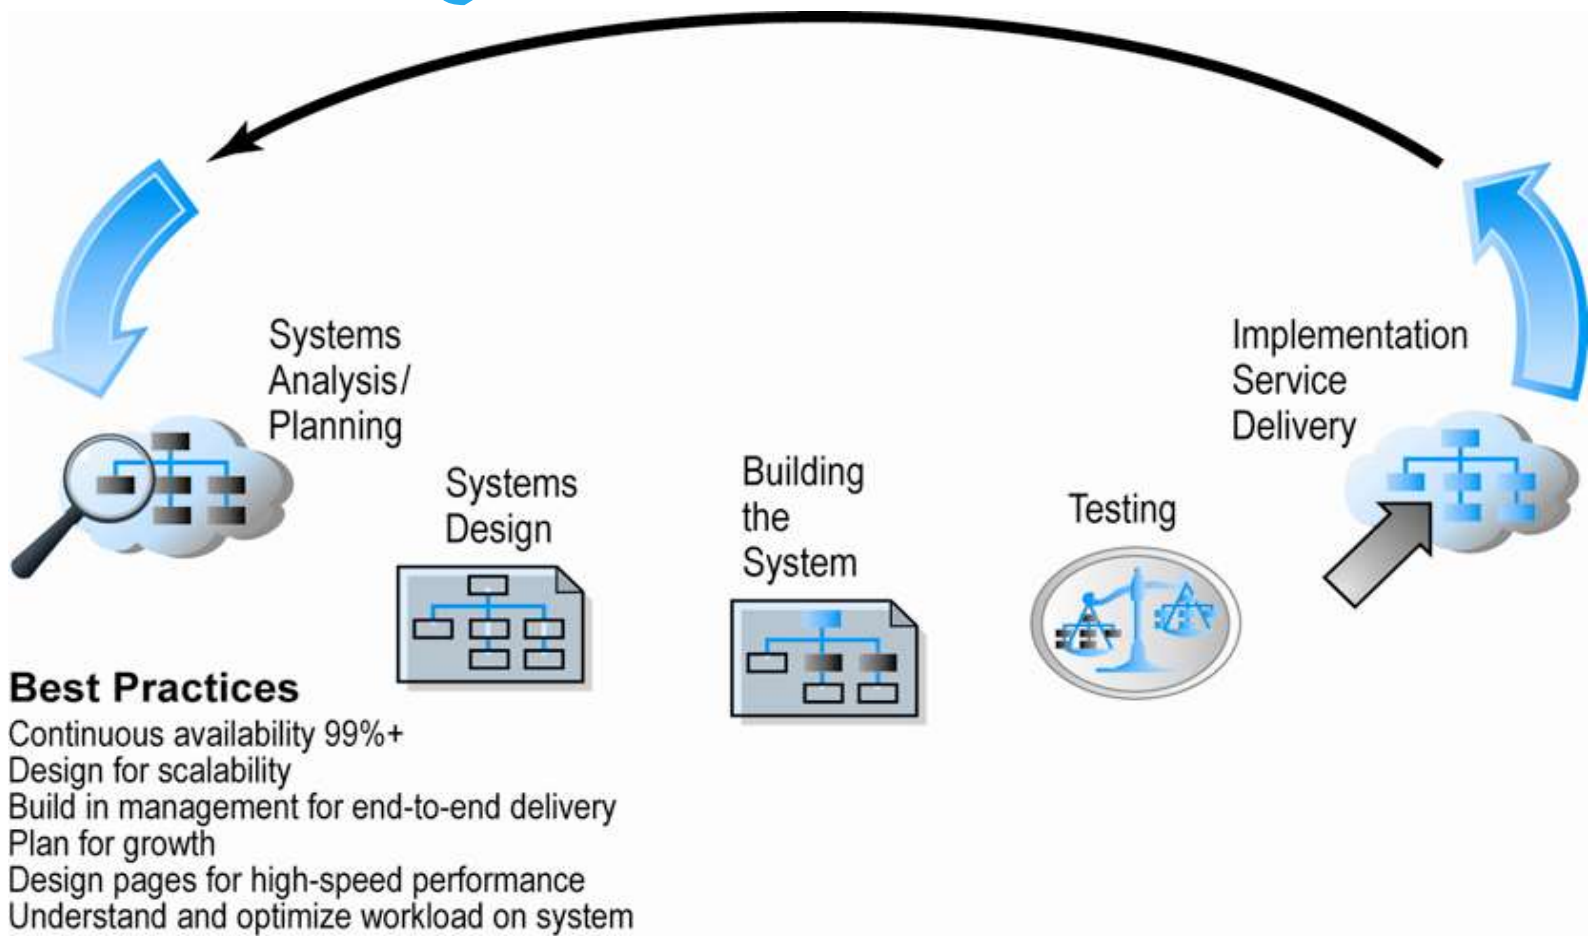 Systems
Analysis/
Planning
Systems
Design
Building
the
System
Testing
Implementation
Service
Delivery
Best Practices
Continuous availability 99%+
Design for scalability
Build in management for end-to-end delivery
Plan for growth
Design pages for high-speed performance
Understand and optimize workload on system